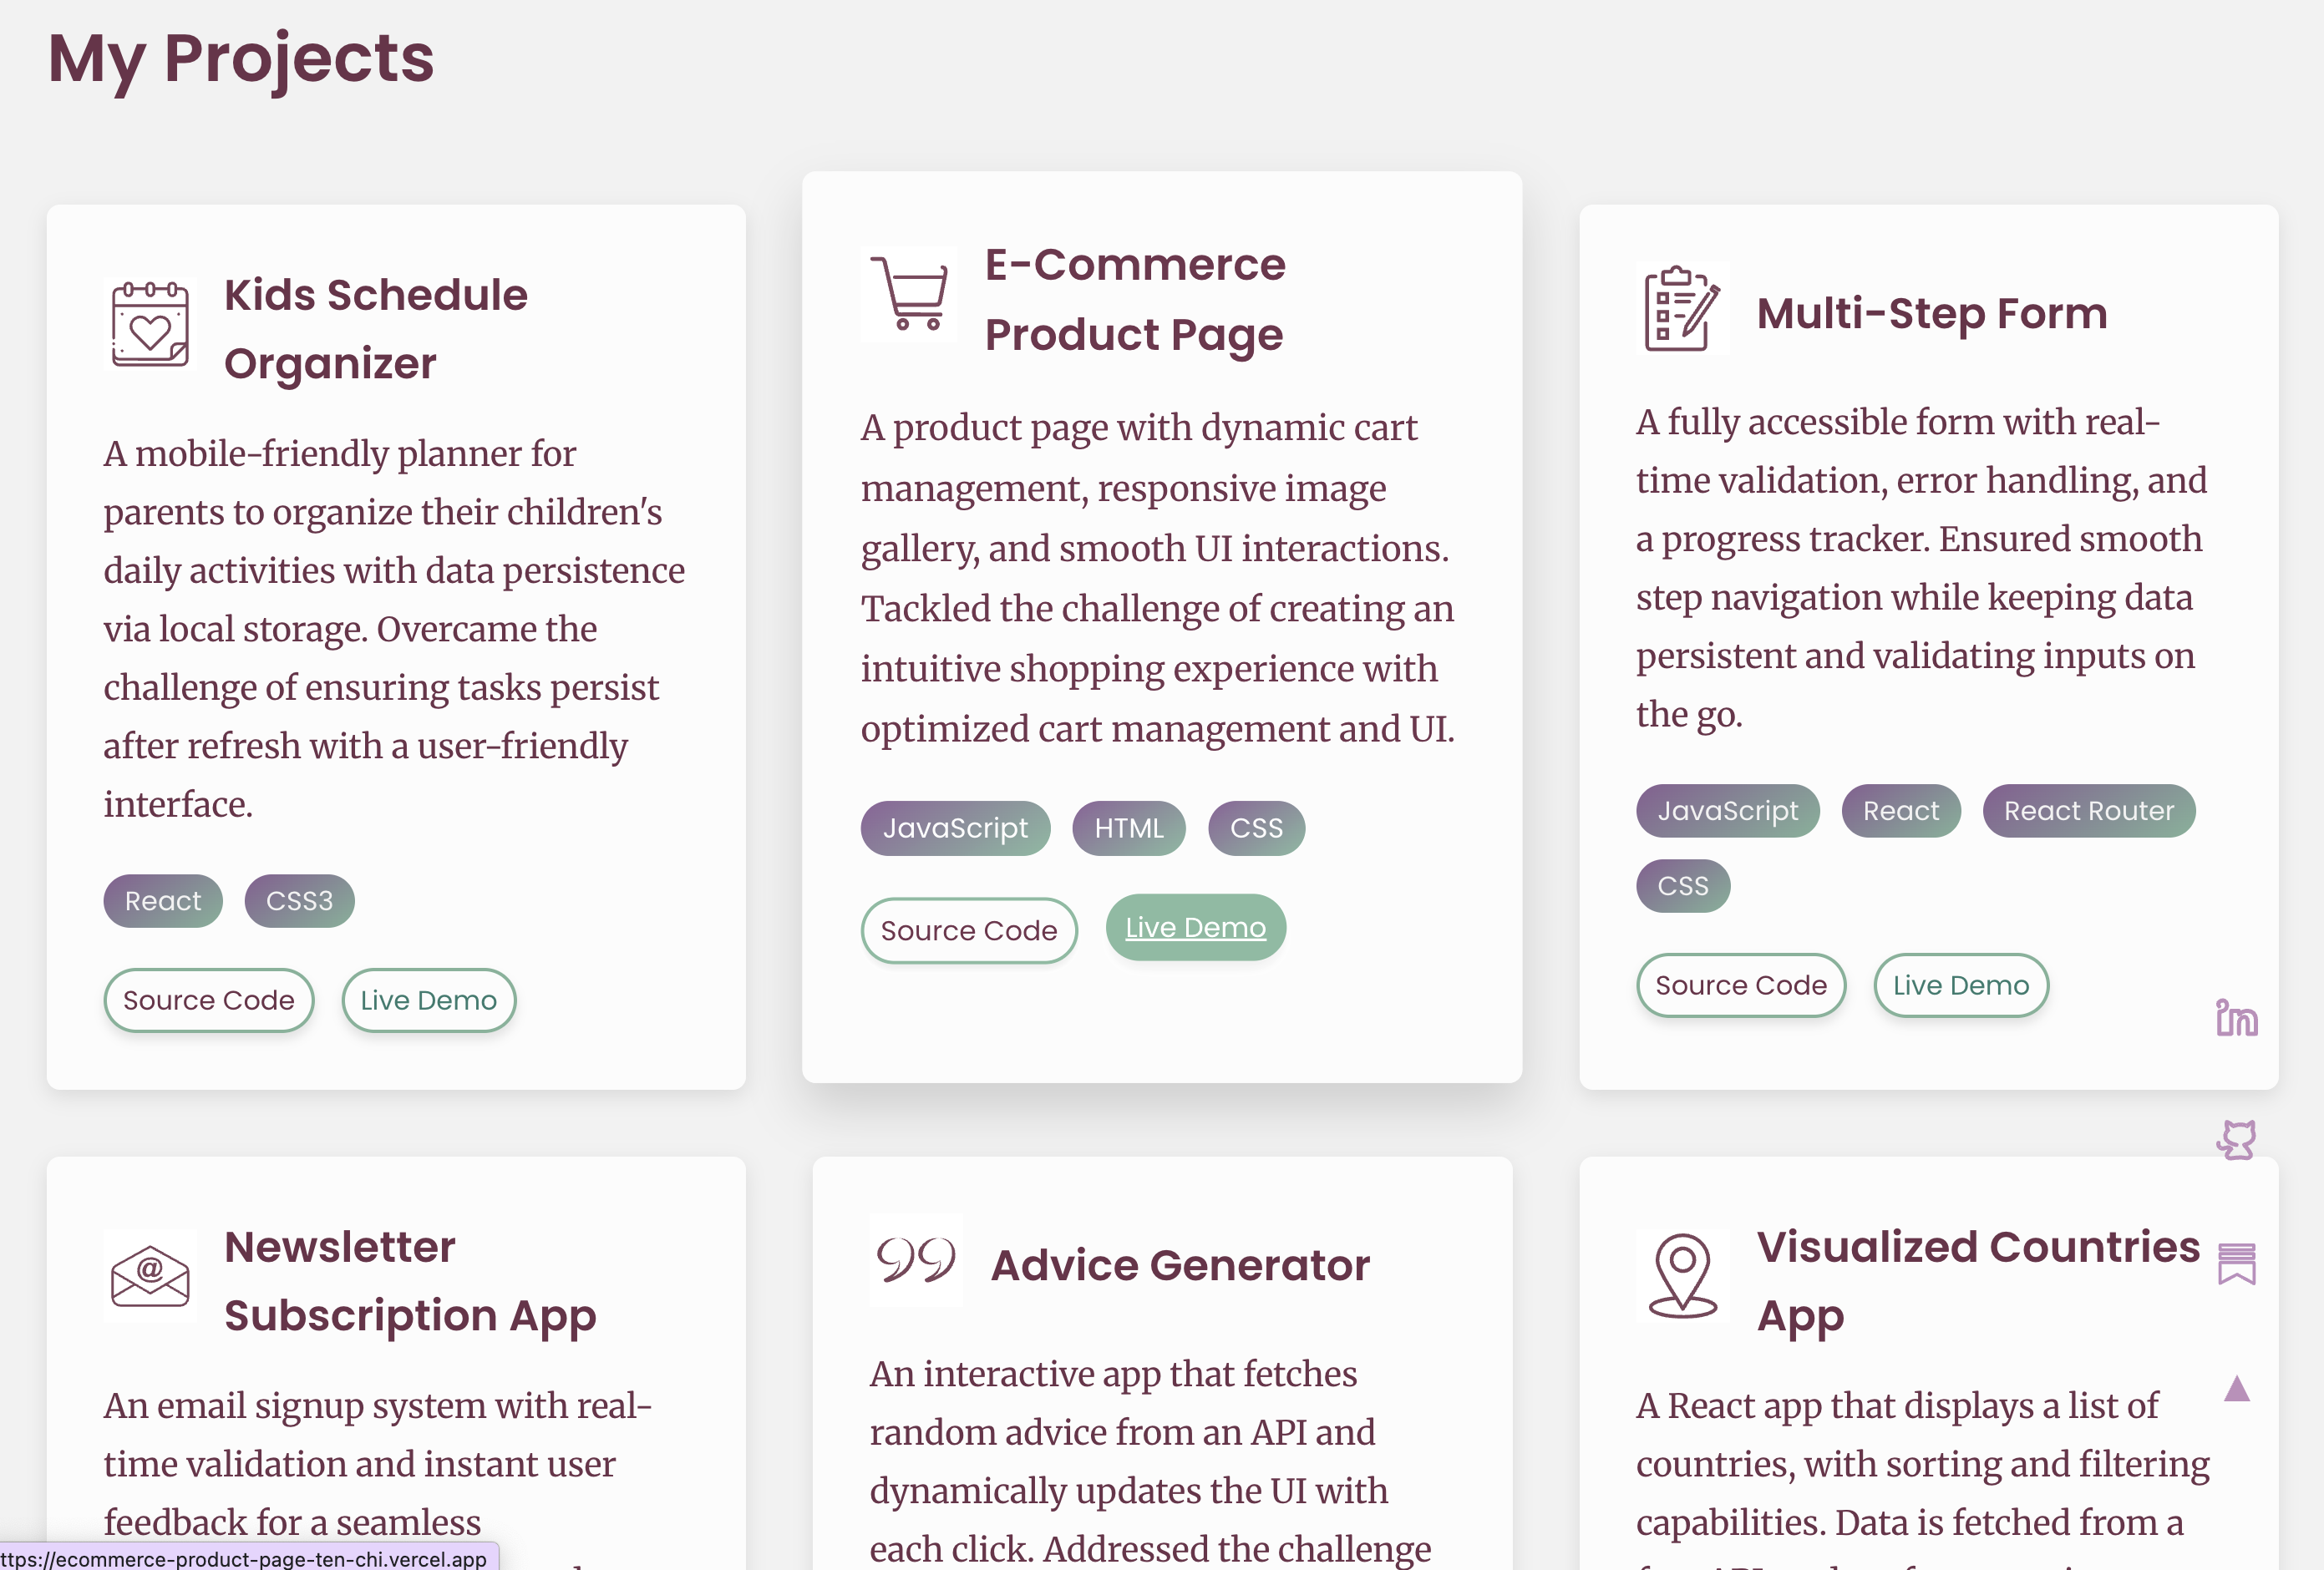 My Projects
Kids Schedule
Organizer
A mobile-friendly planner for
parents to organize their children's
daily activities with data persistence
via local storage. Overcame the
challenge of ensuring tasks persist
after refresh with a user-friendly
interface.
React CSS3
Source Code Live Demo
E-Commerce
Product Page
A product page with dynamic cart
management, responsive image
gallery, and smooth UI interactions.
Tackled the challenge of creating an
intuitive shopping experience with
optimized cart management and UI.
JavaScript HTML CSS
Source Code Live Demo
Multi-Step Form
A fully accessible form with real-
time validation, error handling, and
a progress tracker. Ensured smooth
step navigation while keeping data
persistent and validating inputs on
the go.
JavaScript React React Router
CSS
Source Code Live Demo
in
Newsletter
Subscription App
An email signup system with real-
time validation and instant user
feedback for a seamless
Advice Generator
An interactive app that fetches
random advice from an API and
dynamically updates the UI with
each click. Addressed the challenge
Visualized Countries
App
A React app that displays a list of
countries, with sorting and filtering
capabilities. Data is fetched from a
ttps://ecommerce-product-page-ten-chi.vercel.app